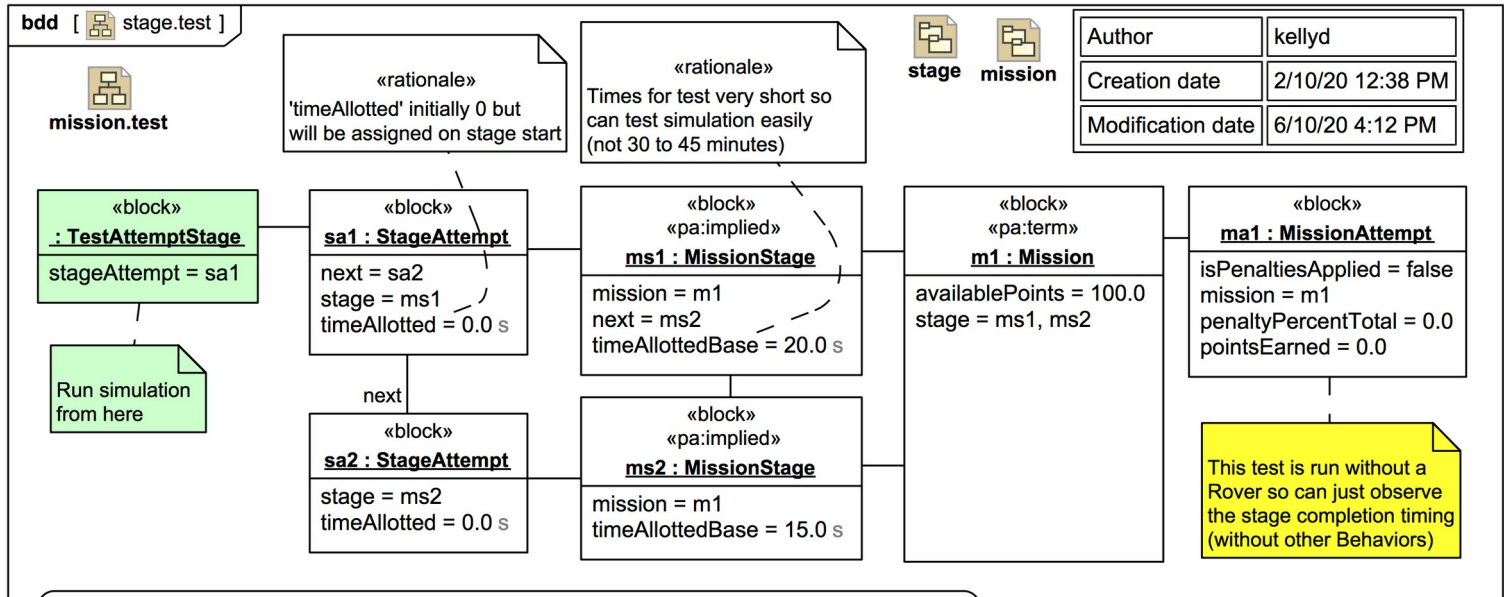 bdd [ stage.test ]
mission.test
«rationale»
'timeAllotted' initially 0 but
will be assigned on stage start
«rationale»
Times for test very short so
can test simulation easily
(not 30 to 45 minutes)
stage
mission
Author kellyd
Creation date 2/10/20 12:38 PM
Modification date 6/10/20 4:12 PM
«block»
: TestAttemptStage
stageAttempt = sa1
Run simulation
from here
«block»
sa1 : StageAttempt
next = sa2
stage = ms1
timeAllotted = 0.0 s
next
«block»
sa2 : StageAttempt
stage = ms2
timeAllotted = 0.0 s
«block»
«pa:implied»
ms1 : MissionStage
mission = m1
next = ms2
timeAllottedBase = 20.0 s
«block»
«pa:implied»
ms2 : MissionStage
mission = m1
timeAllottedBase = 15.0 s
«block»
«pa:term»
m1 : Mission
availablePoints = 100.0
stage = ms1, ms2
«block»
ma1 : MissionAttempt
isPenaltiesApplied = false
mission = m1
penaltyPercentTotal = 0.0
pointsEarned = 0.0
This test is run without a
Rover so can just observe
the stage completion timing
(without other Behaviors)